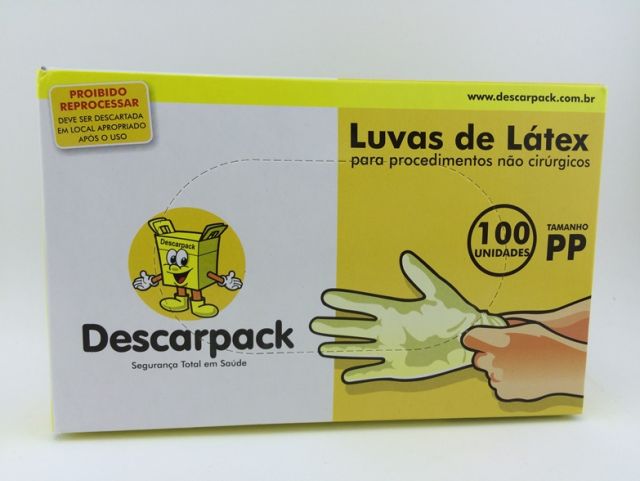 PROIBIDO
REPROCESSAR
DEVE SER DESCARTADA
EM LOCAL APROPRIADO
APÓS O USO
www.descarpack.com.br
Luvas de Látex
para procedimentos não cirúrgicos
100
UNIDADES
TAMANHO
PP
Descarpack
Descarpack
Segurança Total em Saúde